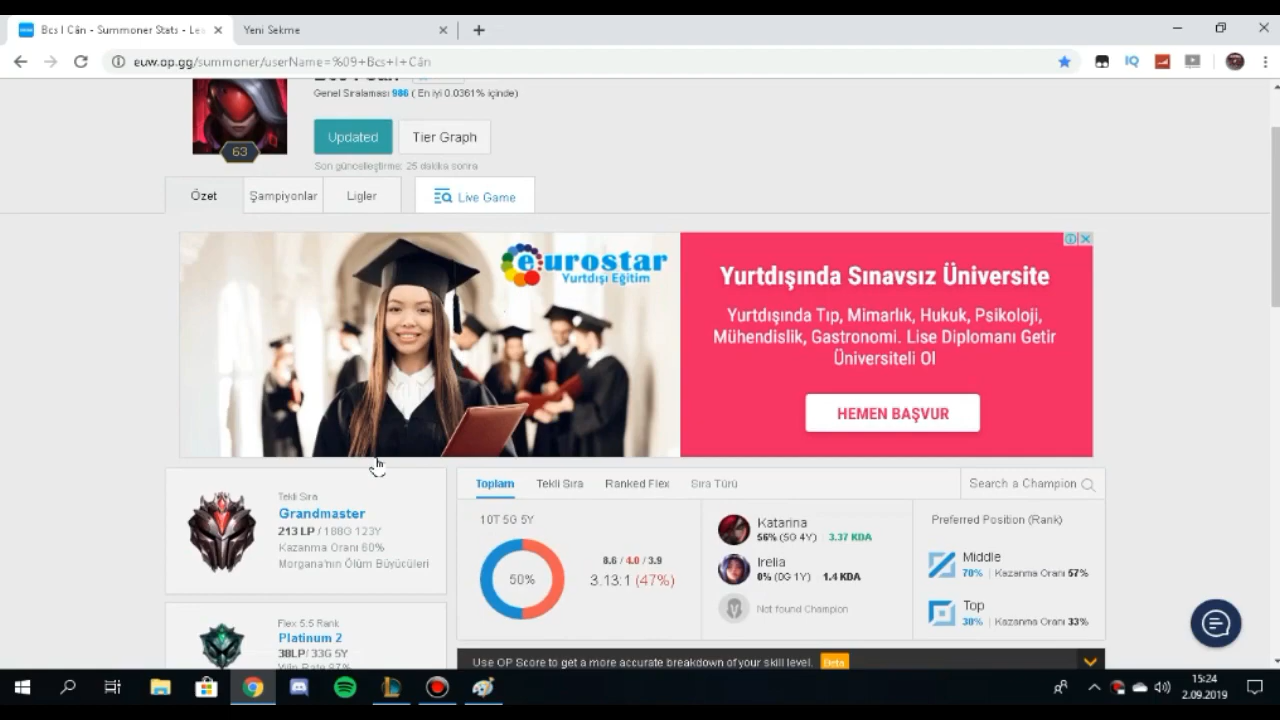 Bcs I Cân - Summoner Stats - Le
Yeni Sekme
euw.op.gg/summoner/userName=%09+Bcs+I+Cân
IQ
Genel Sıralaması 986 ( En iyi 0.0361% içinde)
63
Updated
Tier Graph
Son güncelleştirme: 25 dakika sonra
Özet
Şampiyonlar
Ligler
Live Game
eurostar
Yurtdışı Eğitim
Yurtdışında Sınavsız Üniversite
Yurtdışında Tıp, Mimarlık, Hukuk, Psikoloji,
Mühendislik, Gastronomi. Lise Diplomanı Getir
Üniversiteli Ol
HEMEN BAŞVUR
Tekli Sıra
Grandmaster
213 LP / 188G 123Y
Kazanma Oranı 60%
Morgana'nın Ölüm Büyücüleri
Flex 5:5 Rank
Platinum 2
38LP / 33G 5Y
Win Rate 87%
Toplam
Tekli Sıra
Ranked Flex
Sıra Türü
Search a Champion
10T 5G 5Y
50%
8.6 / 4.0 / 3.9
3.13:1 (47%)
Katarina
56% (5G 4Y) 3.37 KDA
Irelia
0% (0G 1Y) 1.4 KDA
Not found Champion
Preferred Position (Rank)
Middle
70% | Kazanma Oranı 57%
Top
30% | Kazanma Oranı 33%
Use OP Score to get a more accurate breakdown of your skill level. Beta
15:24
2.09.2019